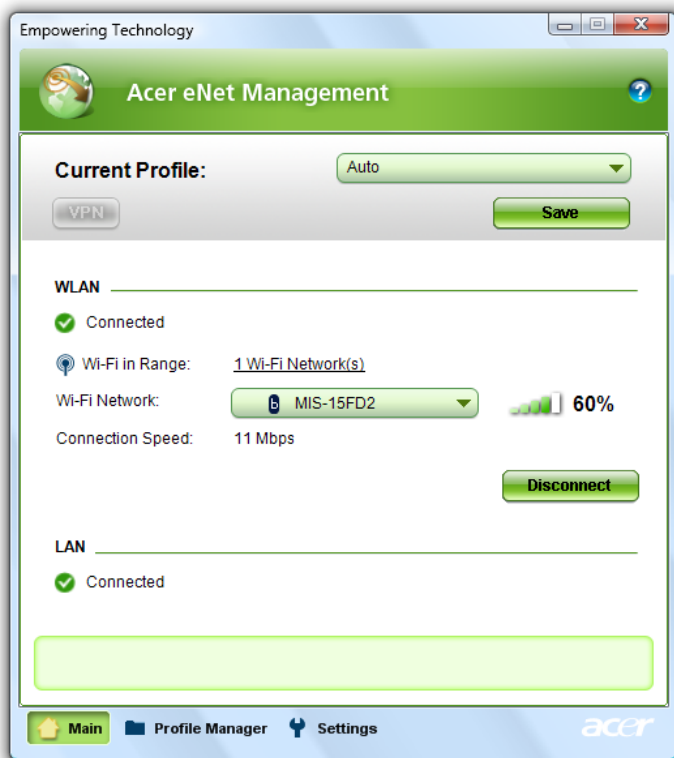 Empowering Technology
Acer eNet Management
?
Current Profile:
Auto
VPN
Save
WLAN
Connected
Wi-Fi in Range:
1 Wi-Fi Network(s)
Wi-Fi Network:
b MIS-15FD2
60%
Connection Speed:
11 Mbps
Disconnect
LAN
Connected
Main
Profile Manager
Settings
acer